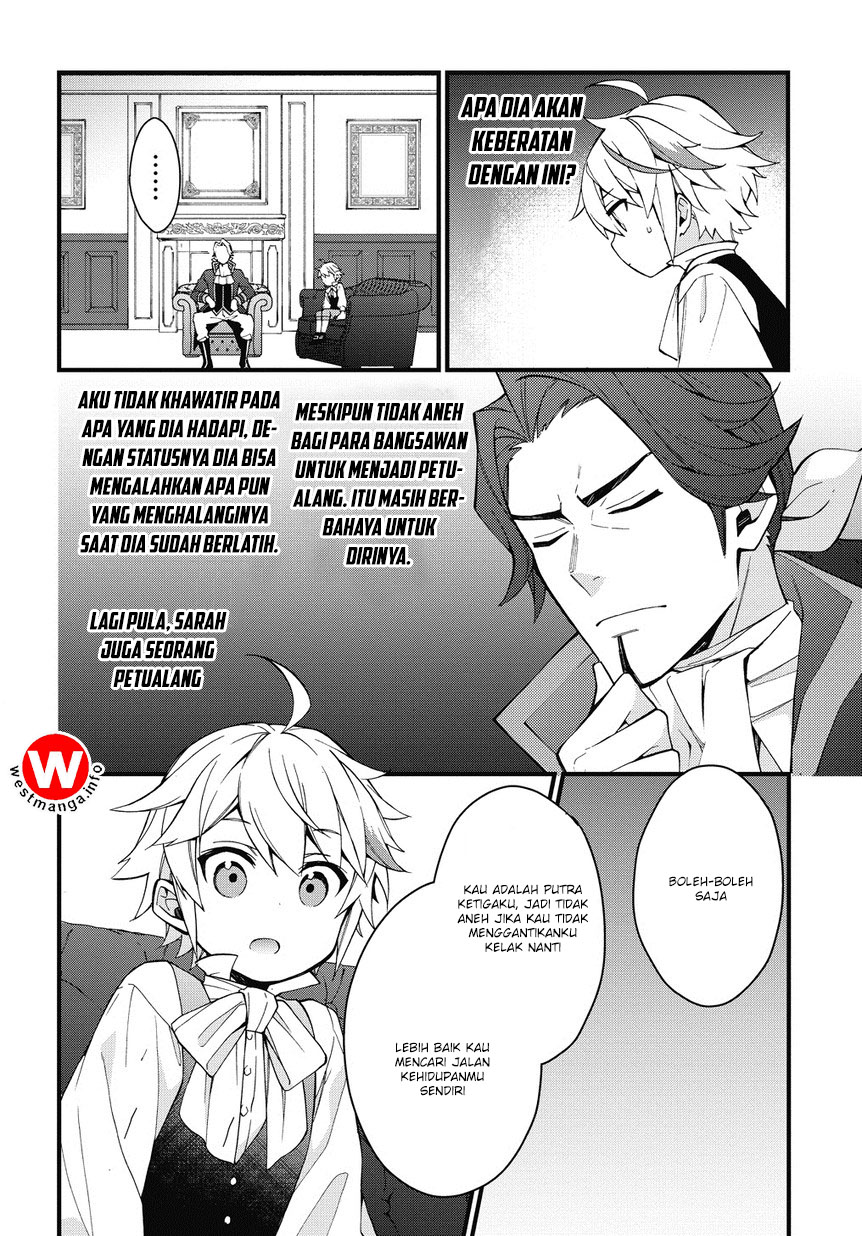 APA DIA AKAN
KEBERATAN
DENGAN INI?
......
MESKIPUN TIDAK ANEH
BAGI PARA BANGSAWAN
UNTUK MENJADI PETU-
ALANG. ITU MASIH BER-
BAHAYA UNTUK
DIRINYA.
AKU TIDAK KHAWATIR PADA
APA YANG DIA HADAPI, DE-
NGAN STATUSNYA DIA BISA
MENGALAHKAN APA PUN
YANG MENGHALANGINYA
SAAT DIA SUDAH BERLATIH.
LAGI PULA, SARAH
JUGA SEORANG
PETUALANG
W
westmanga.info
BOLEH-BOLEH
SAJA
KAU ADALAH PUTRA
KETIGAKU, JADI TIDAK
ANEH JIKA KAU TIDAK
MENGGANTIKANKU
KELAK NANTI
LEBIH BAIK KAU
MENCARI JALAN
KEHIDUPANMU
SENDIRI